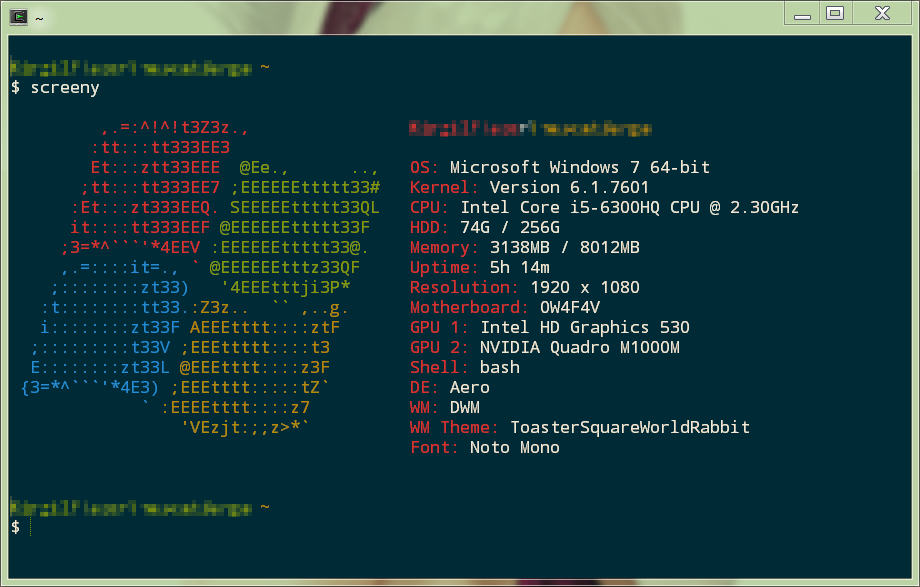 ~
~
$ screeny
,.=:^!^!t3Z3z.,
:tt:::tt333EE3
Et:::ztt33EEE  @Ee.,      ..,
;tt:::tt333EE7 ;EEEEEEttttt33#
:Et:::zt333EEQ. SEEEEEttttt33QL
it::::tt333EEF @EEEEEEttttt33F
;3=*^```'*4EEV :EEEEEEttttt33@.
,.=::::it=., ` @EEEEEEtttz33QF
;::::::::zt33)   '4EEEtttji3P*
:t::::::::tt33.:Z3z..  `` ,..g.
i::::::::zt33F AEEEtttt::::ztF
;:::::::::t33V ;EEEttttt::::t3
E::::::::zt33L @EEEtttt::::z3F
{3=*^```'*4E3) ;EEEtttt:::::tZ`
` :EEEEtttt::::z7
'VEzjt:;;z>*`
OS: Microsoft Windows 7 64-bit
Kernel: Version 6.1.7601
CPU: Intel Core i5-6300HQ CPU @ 2.30GHz
HDD: 74G / 256G
Memory: 3138MB / 8012MB
Uptime: 5h 14m
Resolution: 1920 x 1080
Motherboard: 0W4F4V
GPU 1: Intel HD Graphics 530
GPU 2: NVIDIA Quadro M1000M
Shell: bash
DE: Aero
WM: DWM
WM Theme: ToasterSquareWorldRabbit
Font: Noto Mono
~
$